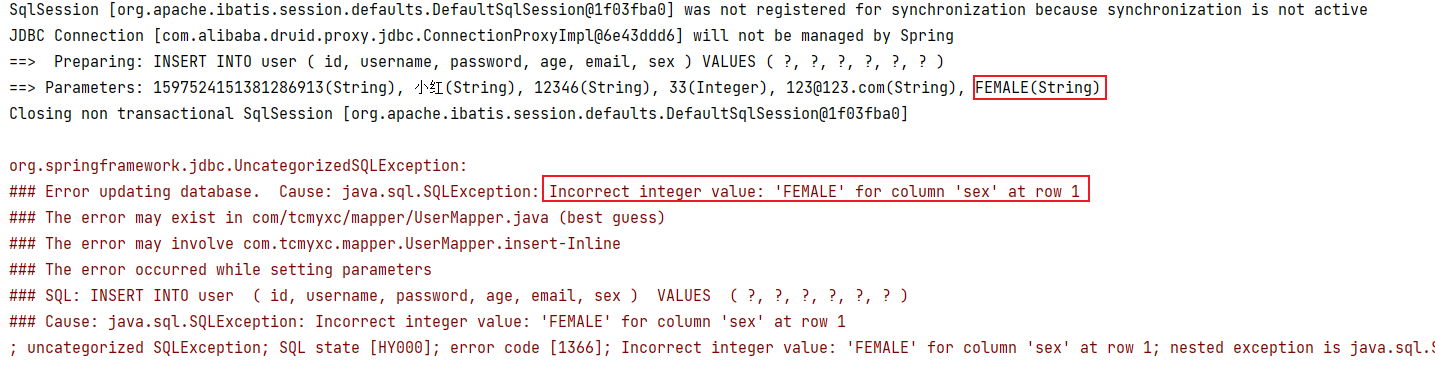 SqlSession [org.apache.ibatis.session.defaults.DefaultSqlSession@1f03fba0] was not registered for synchronization because synchronization is not active
JDBC Connection [com.alibaba.druid.proxy.jdbc.ConnectionProxyImpl@6e43ddd6] will not be managed by Spring
==>  Preparing: INSERT INTO user ( id, username, password, age, email, sex ) VALUES ( ?, ?, ?, ?, ?, ? )
==> Parameters: 1597524151381286913(String), 小红(String), 12346(String), 33(Integer), 123@123.com(String), FEMALE(String)
Closing non transactional SqlSession [org.apache.ibatis.session.defaults.DefaultSqlSession@1f03fba0]
org.springframework.jdbc.UncategorizedSQLException:
### Error updating database.  Cause: java.sql.SQLException: Incorrect integer value: 'FEMALE' for column 'sex' at row 1
### The error may exist in com/tcmyxc/mapper/UserMapper.java (best guess)
### The error may involve com.tcmyxc.mapper.UserMapper.insert-Inline
### The error occurred while setting parameters
### SQL: INSERT INTO user  ( id, username, password, age, email, sex )  VALUES  ( ?, ?, ?, ?, ?, ? )
### Cause: java.sql.SQLException: Incorrect integer value: 'FEMALE' for column 'sex' at row 1
; uncategorized SQLException; SQL state [HY000]; error code [1366]; Incorrect integer value: 'FEMALE' for column 'sex' at row 1; nested exception is java.sql.S